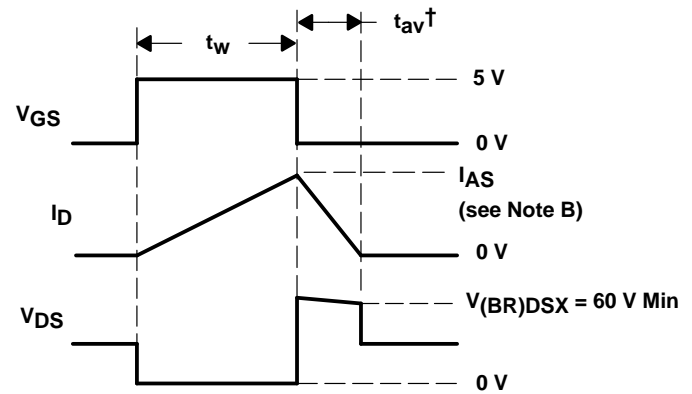 tw
tav†
VGS
5 V
0 V
ID
IAS
(see Note B)
0 V
VDS
V(BR)DSX = 60 V Min
0 V